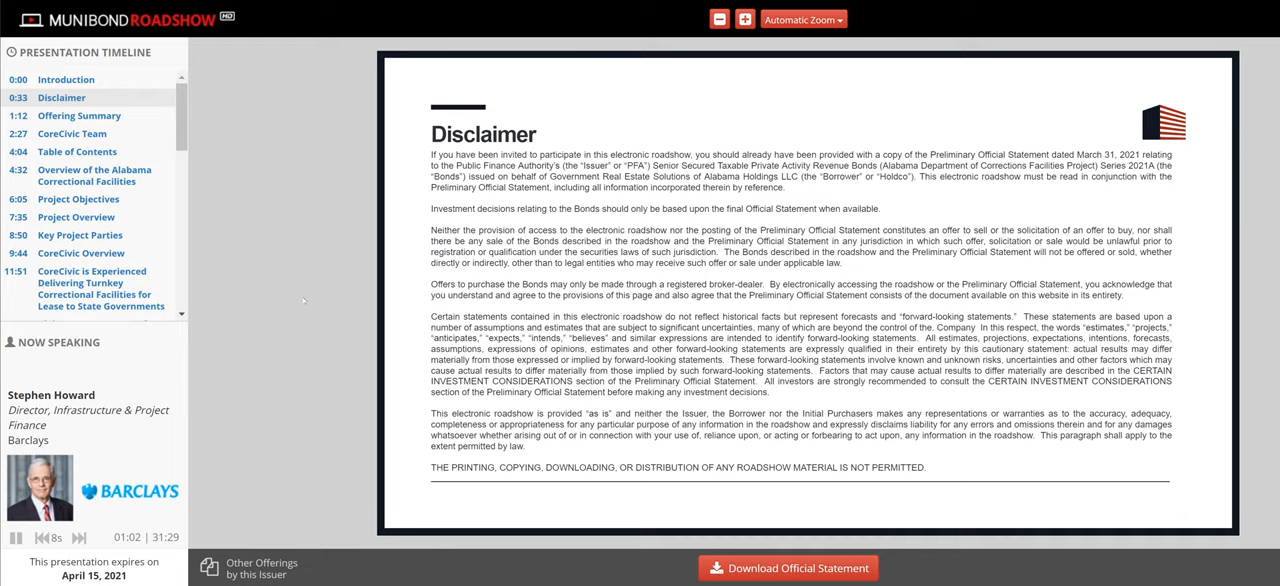 MUNIBONDROADSHOW HD
Automatic Zoom
PRESENTATION TIMELINE
0:00 Introduction
0:33 Disclaimer
1:12 Offering Summary
2:27 CoreCivic Team
4:04 Table of Contents
4:32 Overview of the Alabama
Correctional Facilities
6:05 Project Objectives
7:35 Project Overview
8:50 Key Project Parties
9:44 CoreCivic Overview
11:51 CoreCivic is Experienced
Delivering Turnkey
Correctional Facilities for
Lease to State Governments
NOW SPEAKING
Stephen Howard
Director, Infrastructure & Project
Finance
Barclays
BARCLAYS
8s 01:02 | 31:29
This presentation expires on
April 15, 2021
Disclaimer
If you have been invited to participate in this electronic roadshow, you should already have been provided with a copy of the Preliminary Official Statement dated March 31, 2021 relating
to the Public Finance Authority's (the "Issuer" or "PFA") Senior Secured Taxable Private Activity Revenue Bonds (Alabama Department of Corrections Facilities Project) Series 2021A (the
"Bonds") issued on behalf of Government Real Estate Solutions of Alabama Holdings LLC (the "Borrower" or "Holdco"). This electronic roadshow must be read in conjunction with the
Preliminary Official Statement, including all information incorporated therein by reference.
Investment decisions relating to the Bonds should only be based upon the final Official Statement when available.
Neither the provision of access to the electronic roadshow nor the posting of the Preliminary Official Statement constitutes an offer to sell or the solicitation of an offer to buy, nor shall
there be any sale of the Bonds described in the roadshow and the Preliminary Official Statement in any jurisdiction in which such offer, solicitation or sale would be unlawful prior to
registration or qualification under the securities laws of such jurisdiction. The Bonds described in the roadshow and the Preliminary Official Statement will not be offered or sold, whether
directly or indirectly, other than to legal entities who may receive such offer or sale under applicable law.
Offers to purchase the Bonds may only be made through a registered broker-dealer. By electronically accessing the roadshow or the Preliminary Official Statement, you acknowledge that
you understand and agree to the provisions of this page and also agree that the Preliminary Official Statement consists of the document available on this website in its entirety.
Certain statements contained in this electronic roadshow do not reflect historical facts but represent forecasts and "forward-looking statements." These statements are based upon a
number of assumptions and estimates that are subject to significant uncertainties, many of which are beyond the control of the. Company In this respect, the words "estimates," "projects,"
"anticipates," "expects," "intends," "believes" and similar expressions are intended to identify forward-looking statements. All estimates, projections, expectations, intentions, forecasts,
assumptions, expressions of opinions, estimates and other forward-looking statements are expressly qualified in their entirety by this cautionary statement: actual results may differ
materially from those expressed or implied by forward-looking statements. These forward-looking statements involve known and unknown risks, uncertainties and other factors which may
cause actual results to differ materially from those implied by such forward-looking statements. Factors that may cause actual results to differ materially are described in the CERTAIN
INVESTMENT CONSIDERATIONS section of the Preliminary Official Statement. All investors are strongly recommended to consult the CERTAIN INVESTMENT CONSIDERATIONS
section of the Preliminary Official Statement before making any investment decisions.
This electronic roadshow is provided "as is" and neither the Issuer, the Borrower nor the Initial Purchasers makes any representations or warranties as to the accuracy, adequacy,
completeness or appropriateness for any particular purpose of any information in the roadshow and expressly disclaims liability for any errors and omissions therein and for any damages
whatsoever whether arising out of or in connection with your use of, reliance upon, or acting or forbearing to act upon, any information in the roadshow. This paragraph shall apply to the
extent permitted by law.
THE PRINTING, COPYING, DOWNLOADING, OR DISTRIBUTION OF ANY ROADSHOW MATERIAL IS NOT PERMITTED.
Other Offerings
by this Issuer
Download Official Statement